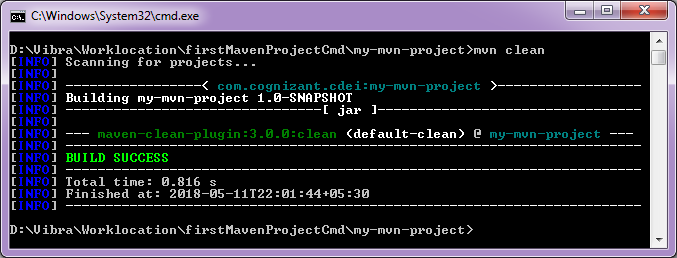 C:\Windows\System32\cmd.exe
D:\Vibra\Worklocation\firstMavenProjectCmd\my-mvn-project>mvn clean
[INFO] Scanning for projects...
[INFO]
[INFO] -----------------< com.cognizant.cdei:my-mvn-project >------------------
[INFO] Building my-mvn-project 1.0-SNAPSHOT
[INFO] --------------------------------[ jar ]---------------------------------
[INFO]
[INFO] --- maven-clean-plugin:3.0.0:clean (default-clean) @ my-mvn-project ---
[INFO] ------------------------------------------------------------------------
[INFO] BUILD SUCCESS
[INFO] ------------------------------------------------------------------------
[INFO] Total time: 0.816 s
[INFO] Finished at: 2018-05-11T22:01:44+05:30
[INFO] ------------------------------------------------------------------------
D:\Vibra\Worklocation\firstMavenProjectCmd\my-mvn-project>